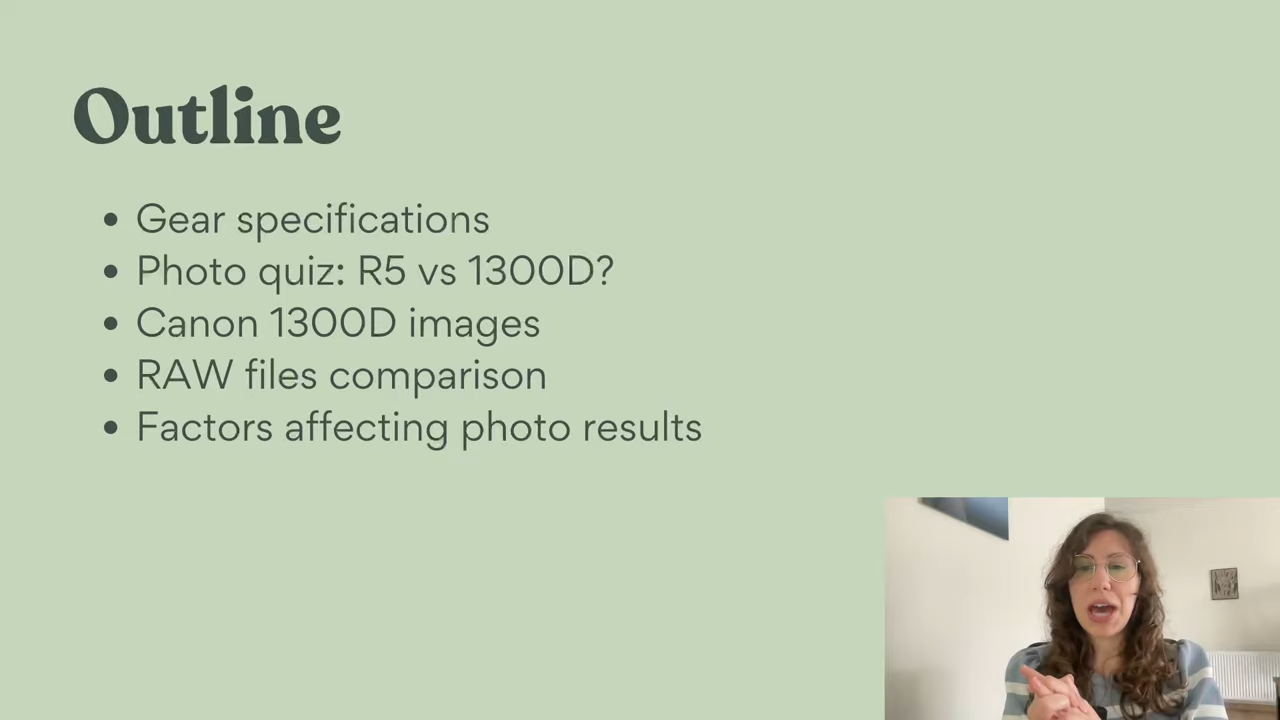 Outline
• Gear specifications
• Photo quiz: R5 vs 1300D?
• Canon 1300D images
• RAW files comparison
• Factors affecting photo results